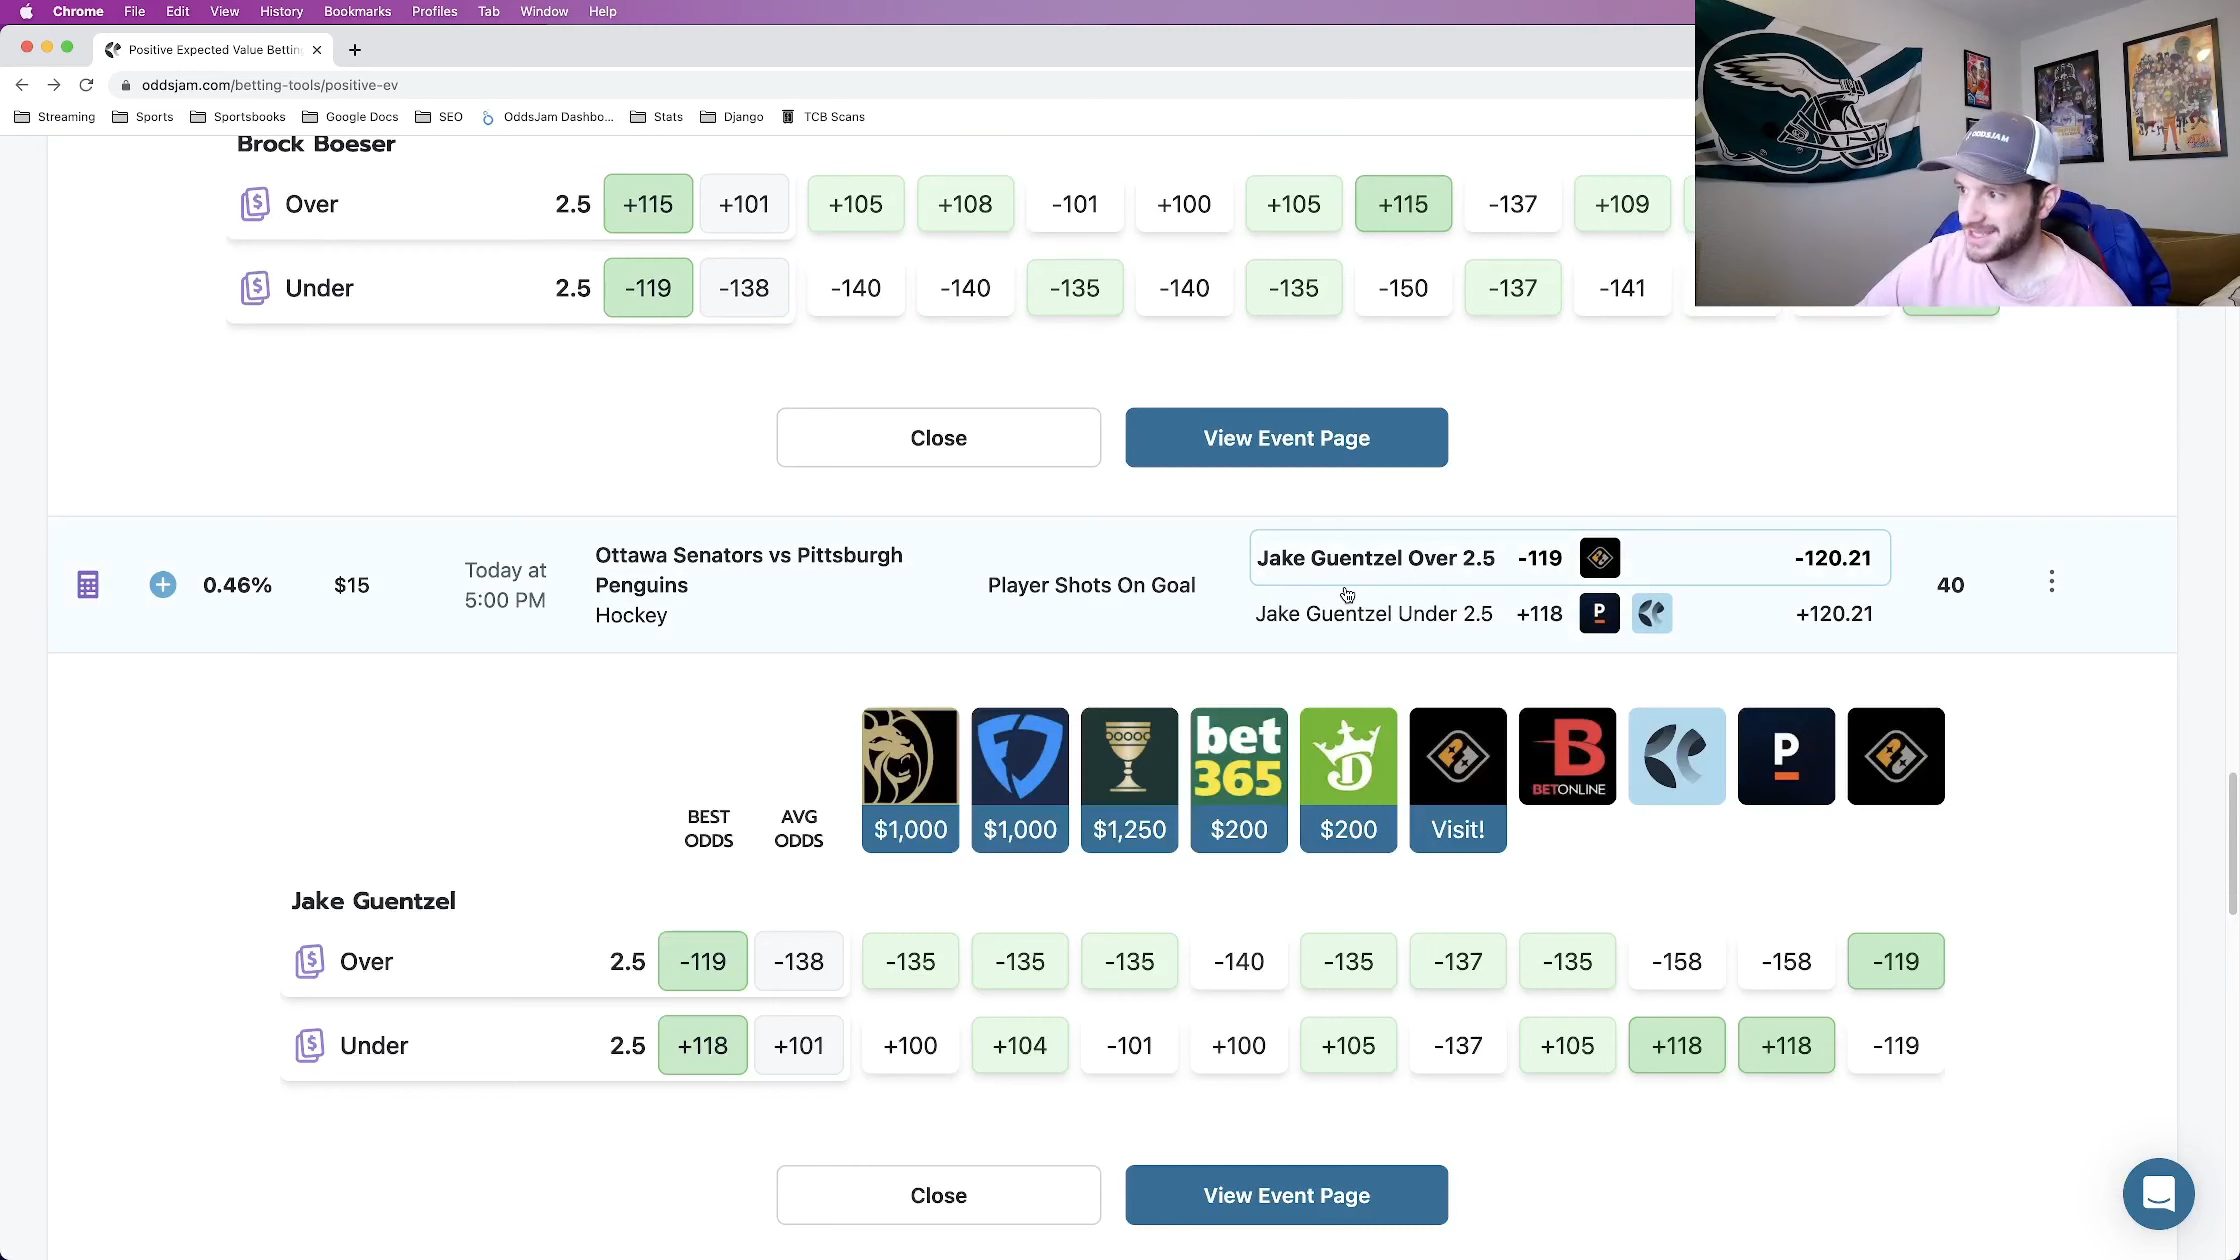 Chrome File Edit View History Bookmarks Profiles Tab Window Help
Positive Expected Value Bettin
oddsjam.com/betting-tools/positive-ev
Streaming Sports Sportsbooks Google Docs SEO OddsJam Dashbo... Stats Django TCB Scans
ODDSJAM
Brock Boeser
Over 2.5 +115 +101 +105 +108 -101 +100 +105 +115 -137 +109
Under 2.5 -119 -138 -140 -140 -135 -140 -135 -150 -137 -141
Close View Event Page
0.46% $15 Today at 5:00 PM
Ottawa Senators vs Pittsburgh
Penguins
Hockey
Player Shots On Goal
Jake Guentzel Over 2.5 -119 -120.21
Jake Guentzel Under 2.5 +118 P +120.21
40
bet
365
BETONLINE
P
BEST ODDS AVG ODDS $1,000 $1,000 $1,250 $200 $200 Visit!
Jake Guentzel
Over 2.5 -119 -138 -135 -135 -135 -140 -135 -137 -135 -158 -158 -119
Under 2.5 +118 +101 +100 +104 -101 +100 +105 -137 +105 +118 +118 -119
Close View Event Page